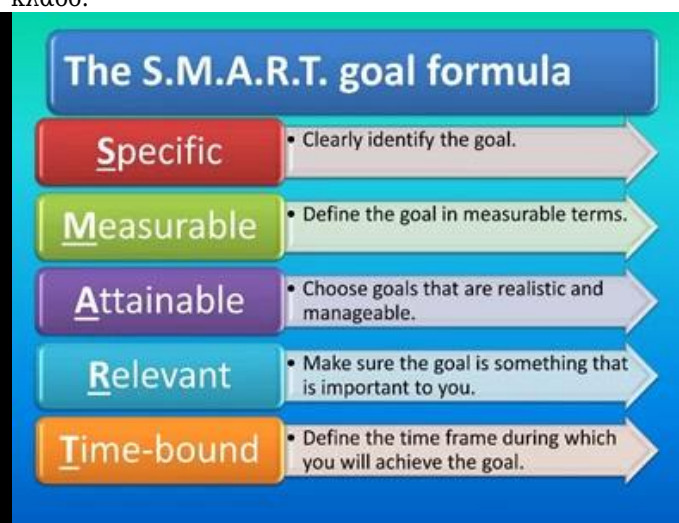 κλάδο.
The S.M.A.R.T. goal formula
Specific
• Clearly identify the goal.
Measurable
• Define the goal in measurable terms.
Attainable
• Choose goals that are realistic and
manageable.
Relevant
• Make sure the goal is something that
is important to you.
Time-bound
• Define the time frame during which
you will achieve the goal.